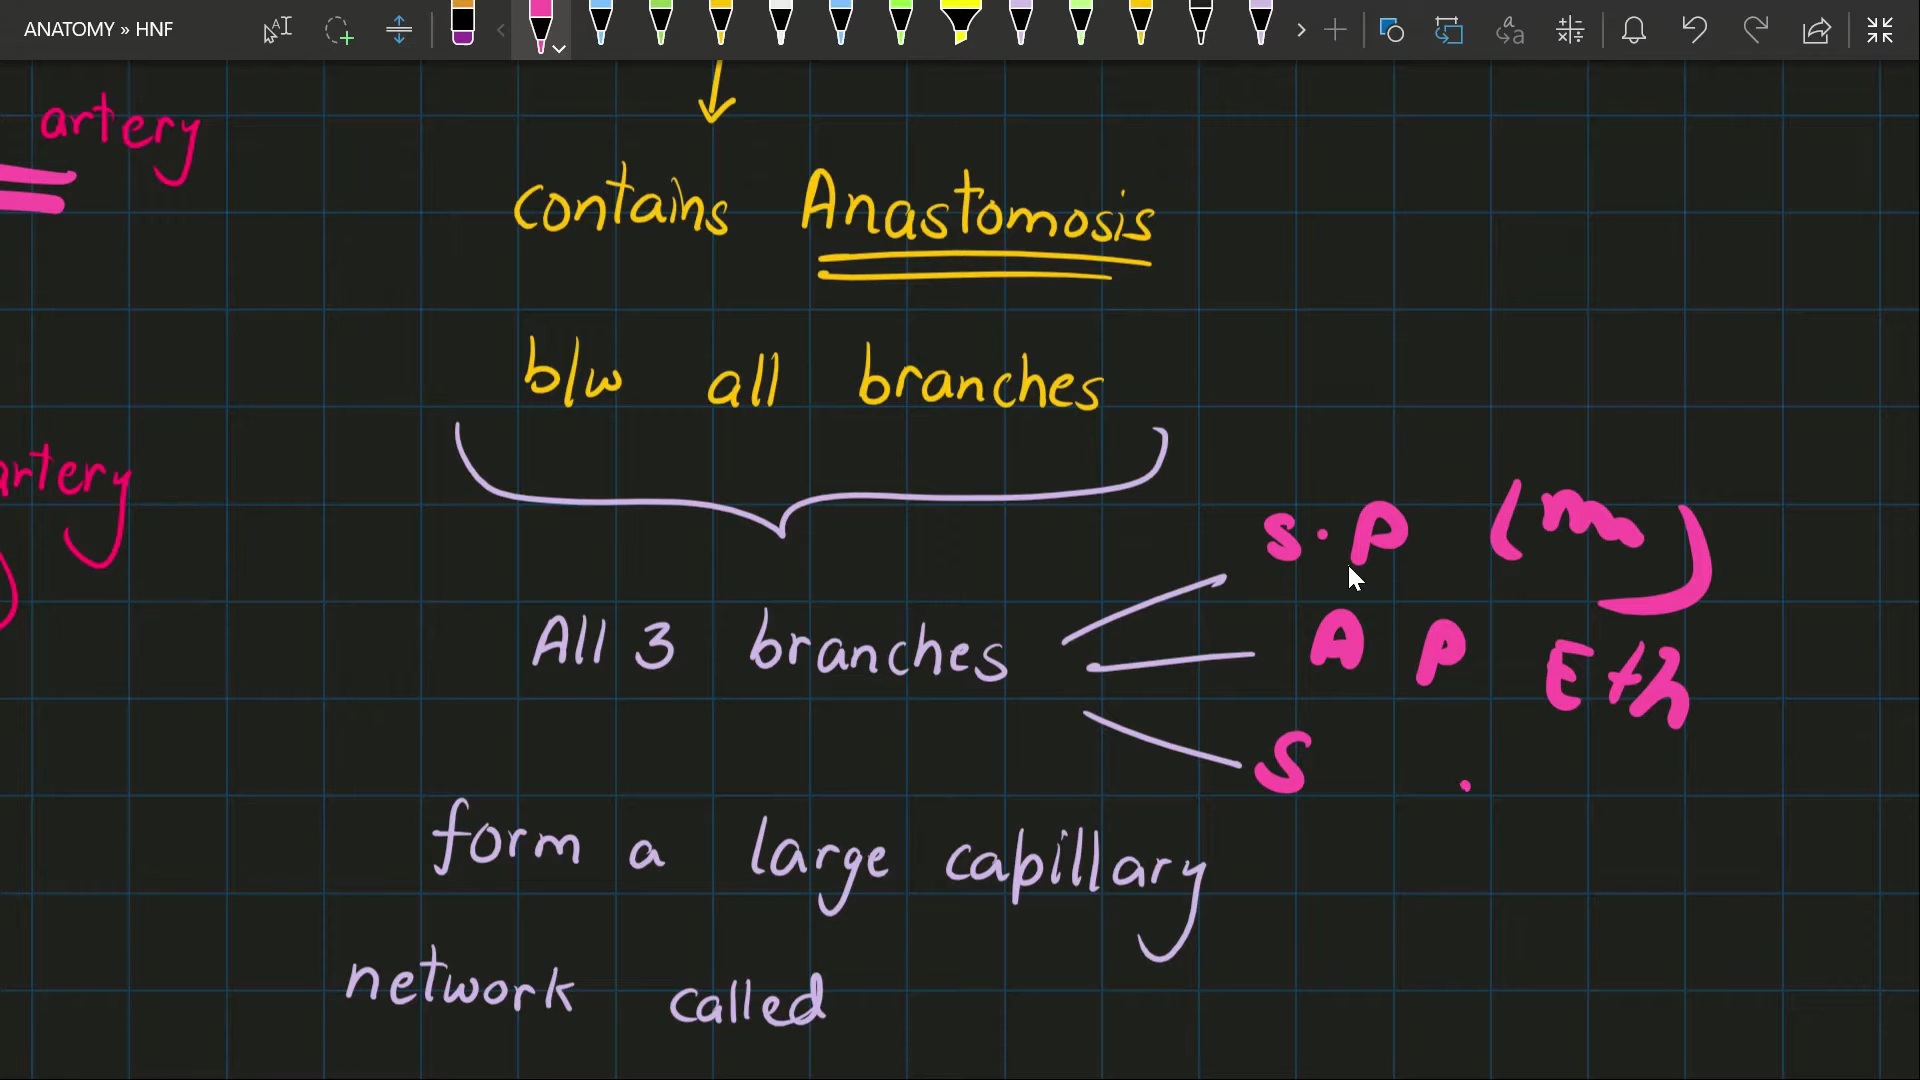 ANATOMY » HNF
artery
contains Anastomosis
b/w all branches
artery
s.p (m)
All 3 branches
A p Eth
S .
form a large capillary
network called